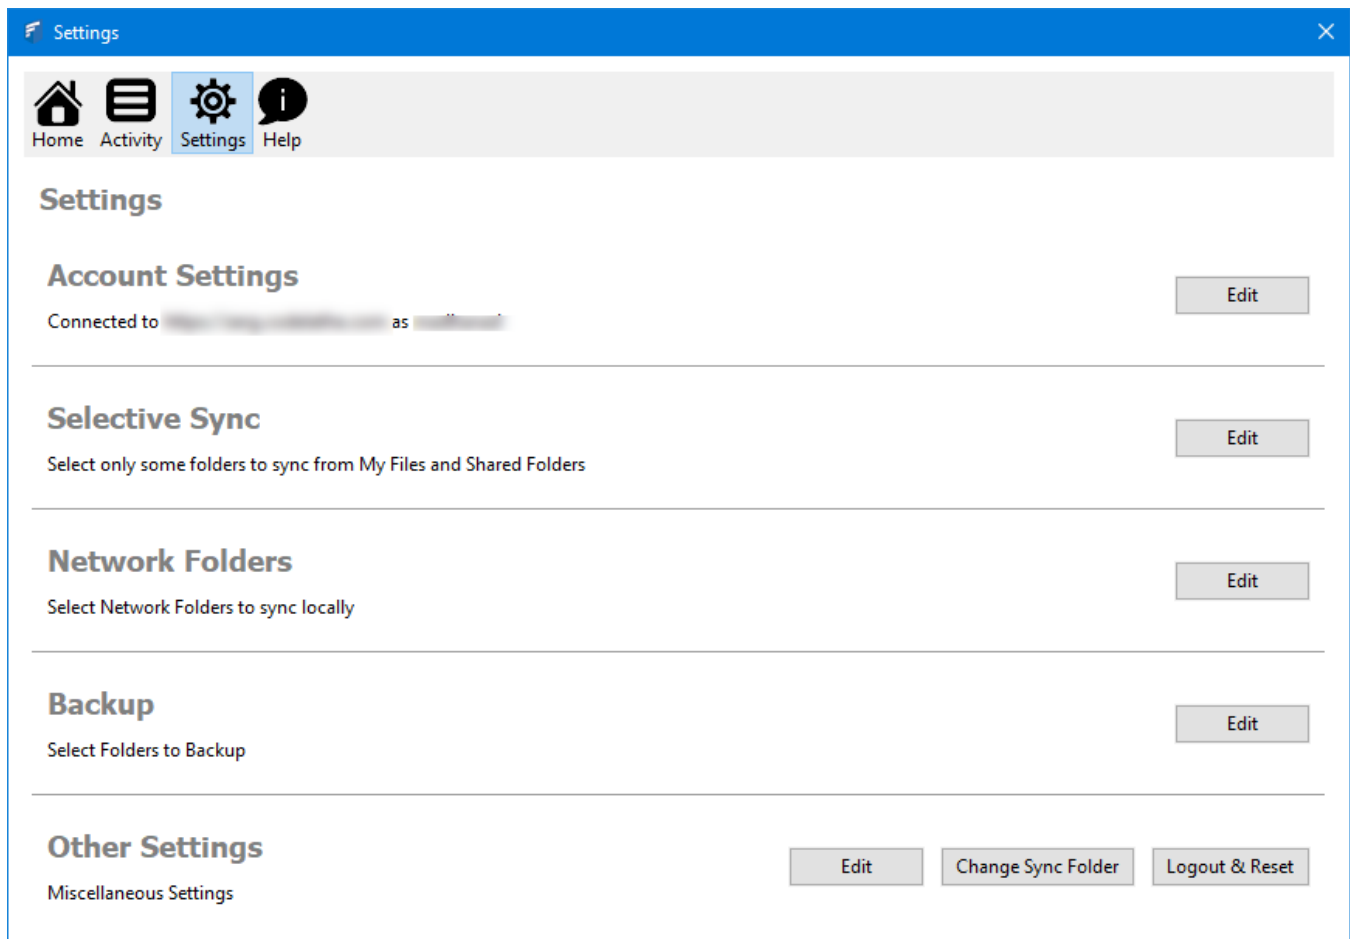 Settings
Home Activity Settings Help
Settings
Account Settings
Edit
Connected to as
Selective Sync
Edit
Select only some folders to sync from My Files and Shared Folders
Network Folders
Edit
Select Network Folders to sync locally
Backup
Edit
Select Folders to Backup
Other Settings
Edit Change Sync Folder Logout & Reset
Miscellaneous Settings